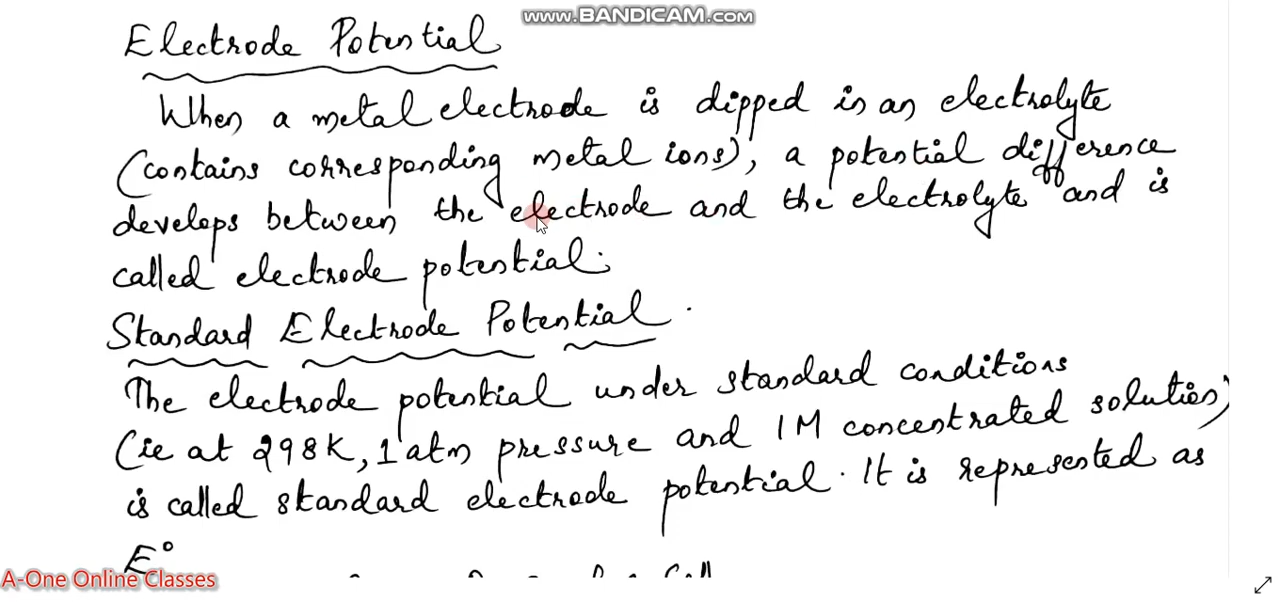 www.BANDICAM.com
Electrode Potential
When a metal electrode is dipped in an electrolyte
(contains corresponding metal ions), a potential difference
develops between the electrode and the electrolyte and is
called electrode potential.
Standard Electrode Potential.
The electrode potential under standard conditions
(ie at 298K, 1 atm pressure and 1M concentrated solution)
is called standard electrode potential. It is represented as
E°
A-One Online Classes